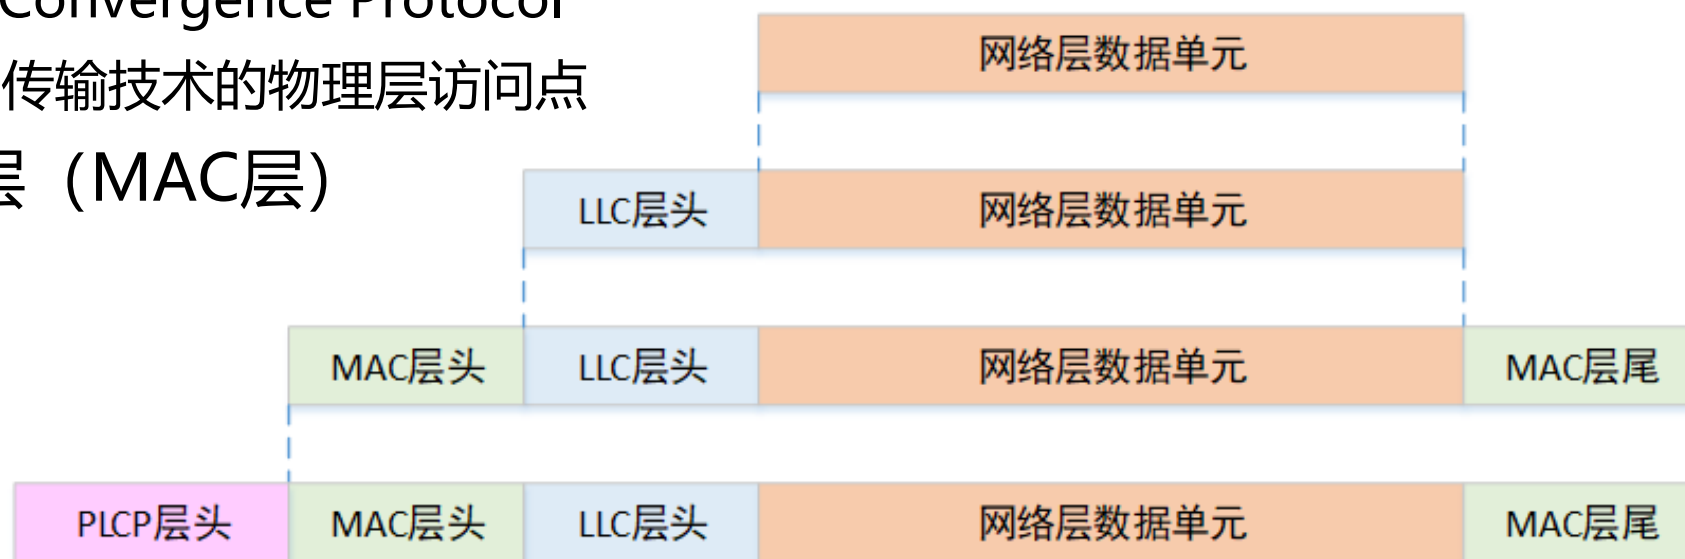 Convergence Protocol
传输技术的物理层访问点
层（MAC层）
网络层数据单元
LLC层头 网络层数据单元
MAC层头 LLC层头 网络层数据单元 MAC层尾
PLCP层头 MAC层头 LLC层头 网络层数据单元 MAC层尾